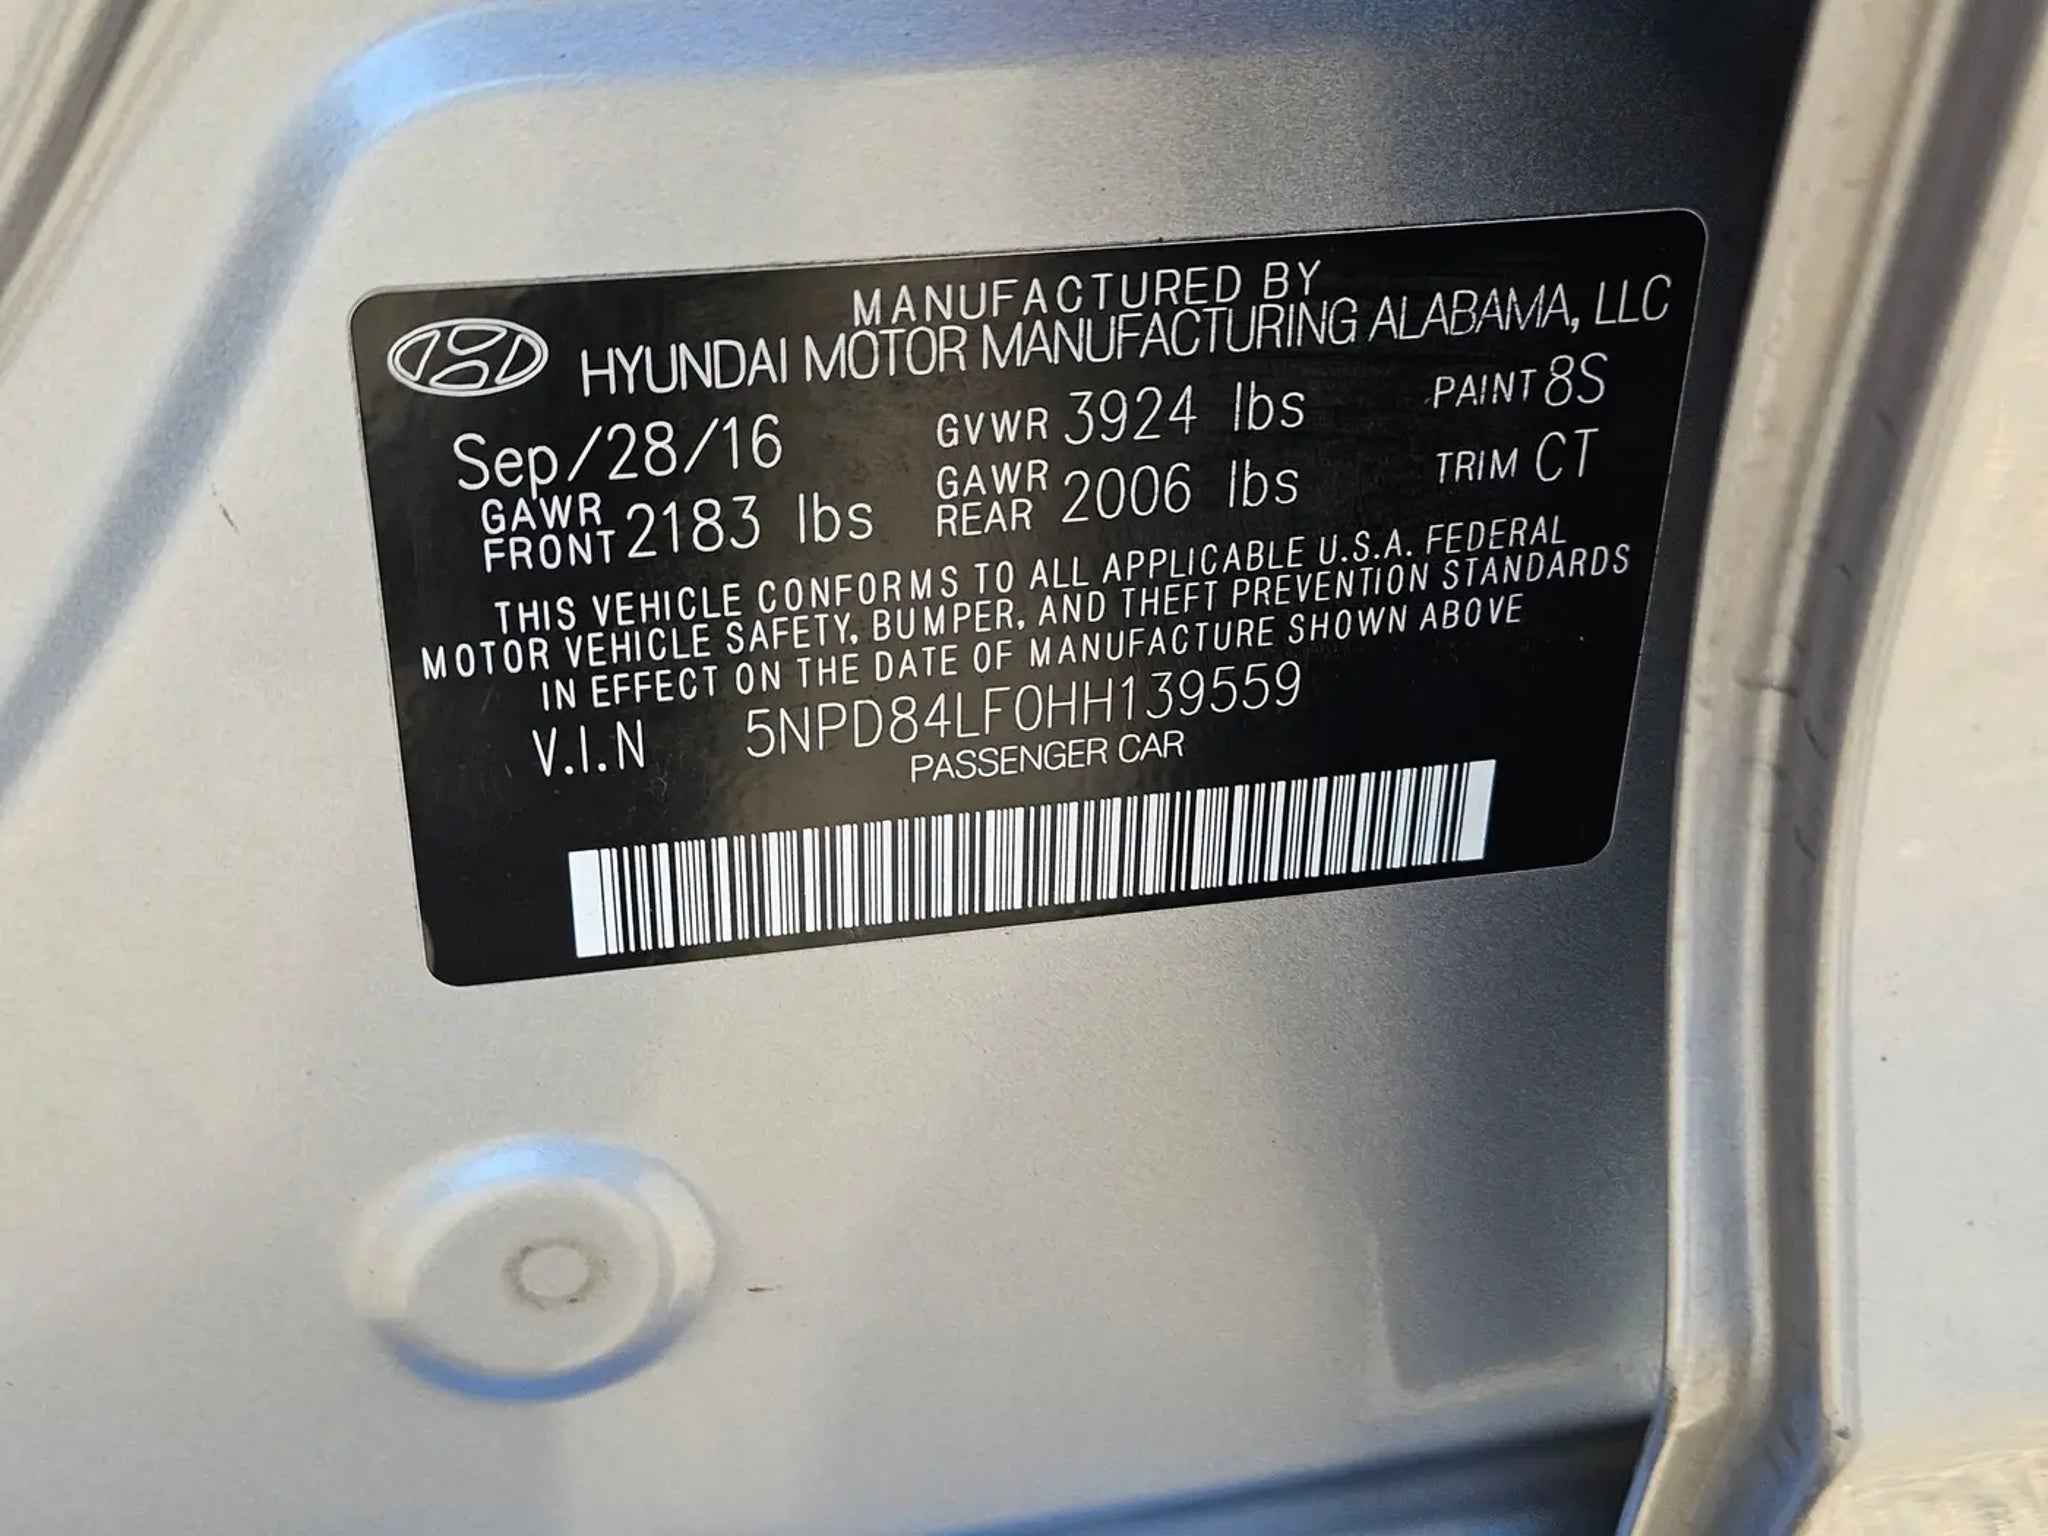 MANUFACTURED BY
HYUNDAI MOTOR MANUFACTURING ALABAMA, LLC
Sep/28/16 GVWR 3924 lbs PAINT 8S
GAWR FRONT 2183 lbs GAWR REAR 2006 lbs TRIM CT
THIS VEHICLE CONFORMS TO ALL APPLICABLE U.S.A. FEDERAL
MOTOR VEHICLE SAFETY, BUMPER, AND THEFT PREVENTION STANDARDS
IN EFFECT ON THE DATE OF MANUFACTURE SHOWN ABOVE
V.I.N 5NPD84LF0HH139559
PASSENGER CAR